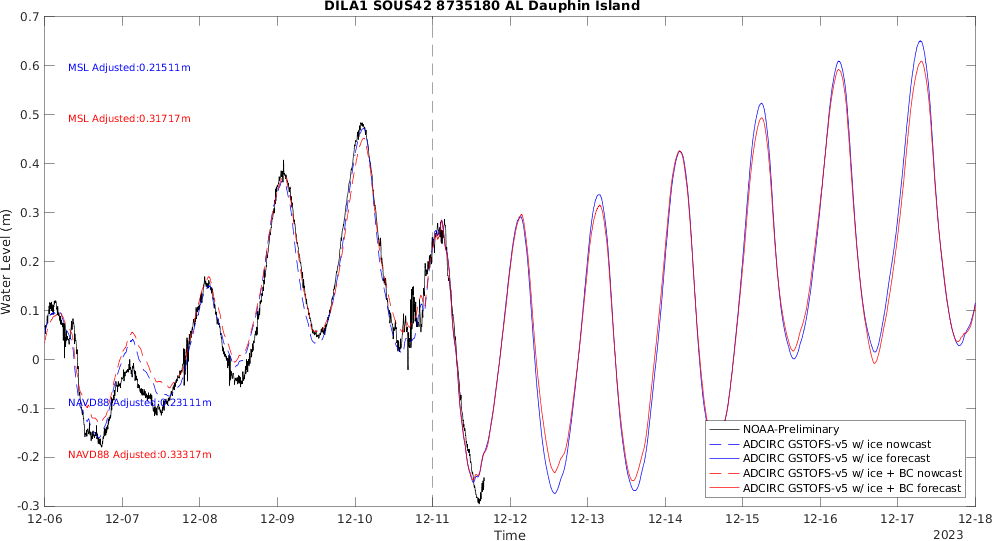 DILA1 SOUS42 8735180 AL Dauphin Island
0.7
0.6
0.5
0.4
0.3
0.2
0.1
0
-0.1
-0.2
-0.3
Water Level (m)
MSL Adjusted:0.21511m
MSL Adjusted:0.31717m
NAVD88 Adjusted:0.23111m
NAVD88 Adjusted:0.33317m
NOAA-Preliminary
ADCIRC GSTOFS-v5 w/ ice nowcast
ADCIRC GSTOFS-v5 w/ ice forecast
ADCIRC GSTOFS-v5 w/ice + BC nowcast
ADCIRC GSTOFS-v5 w/ice + BC forecast
12-06 12-07 12-08 12-09 12-10 12-11 12-12 12-13 12-14 12-15 12-16 12-17 12-18
Time
2023